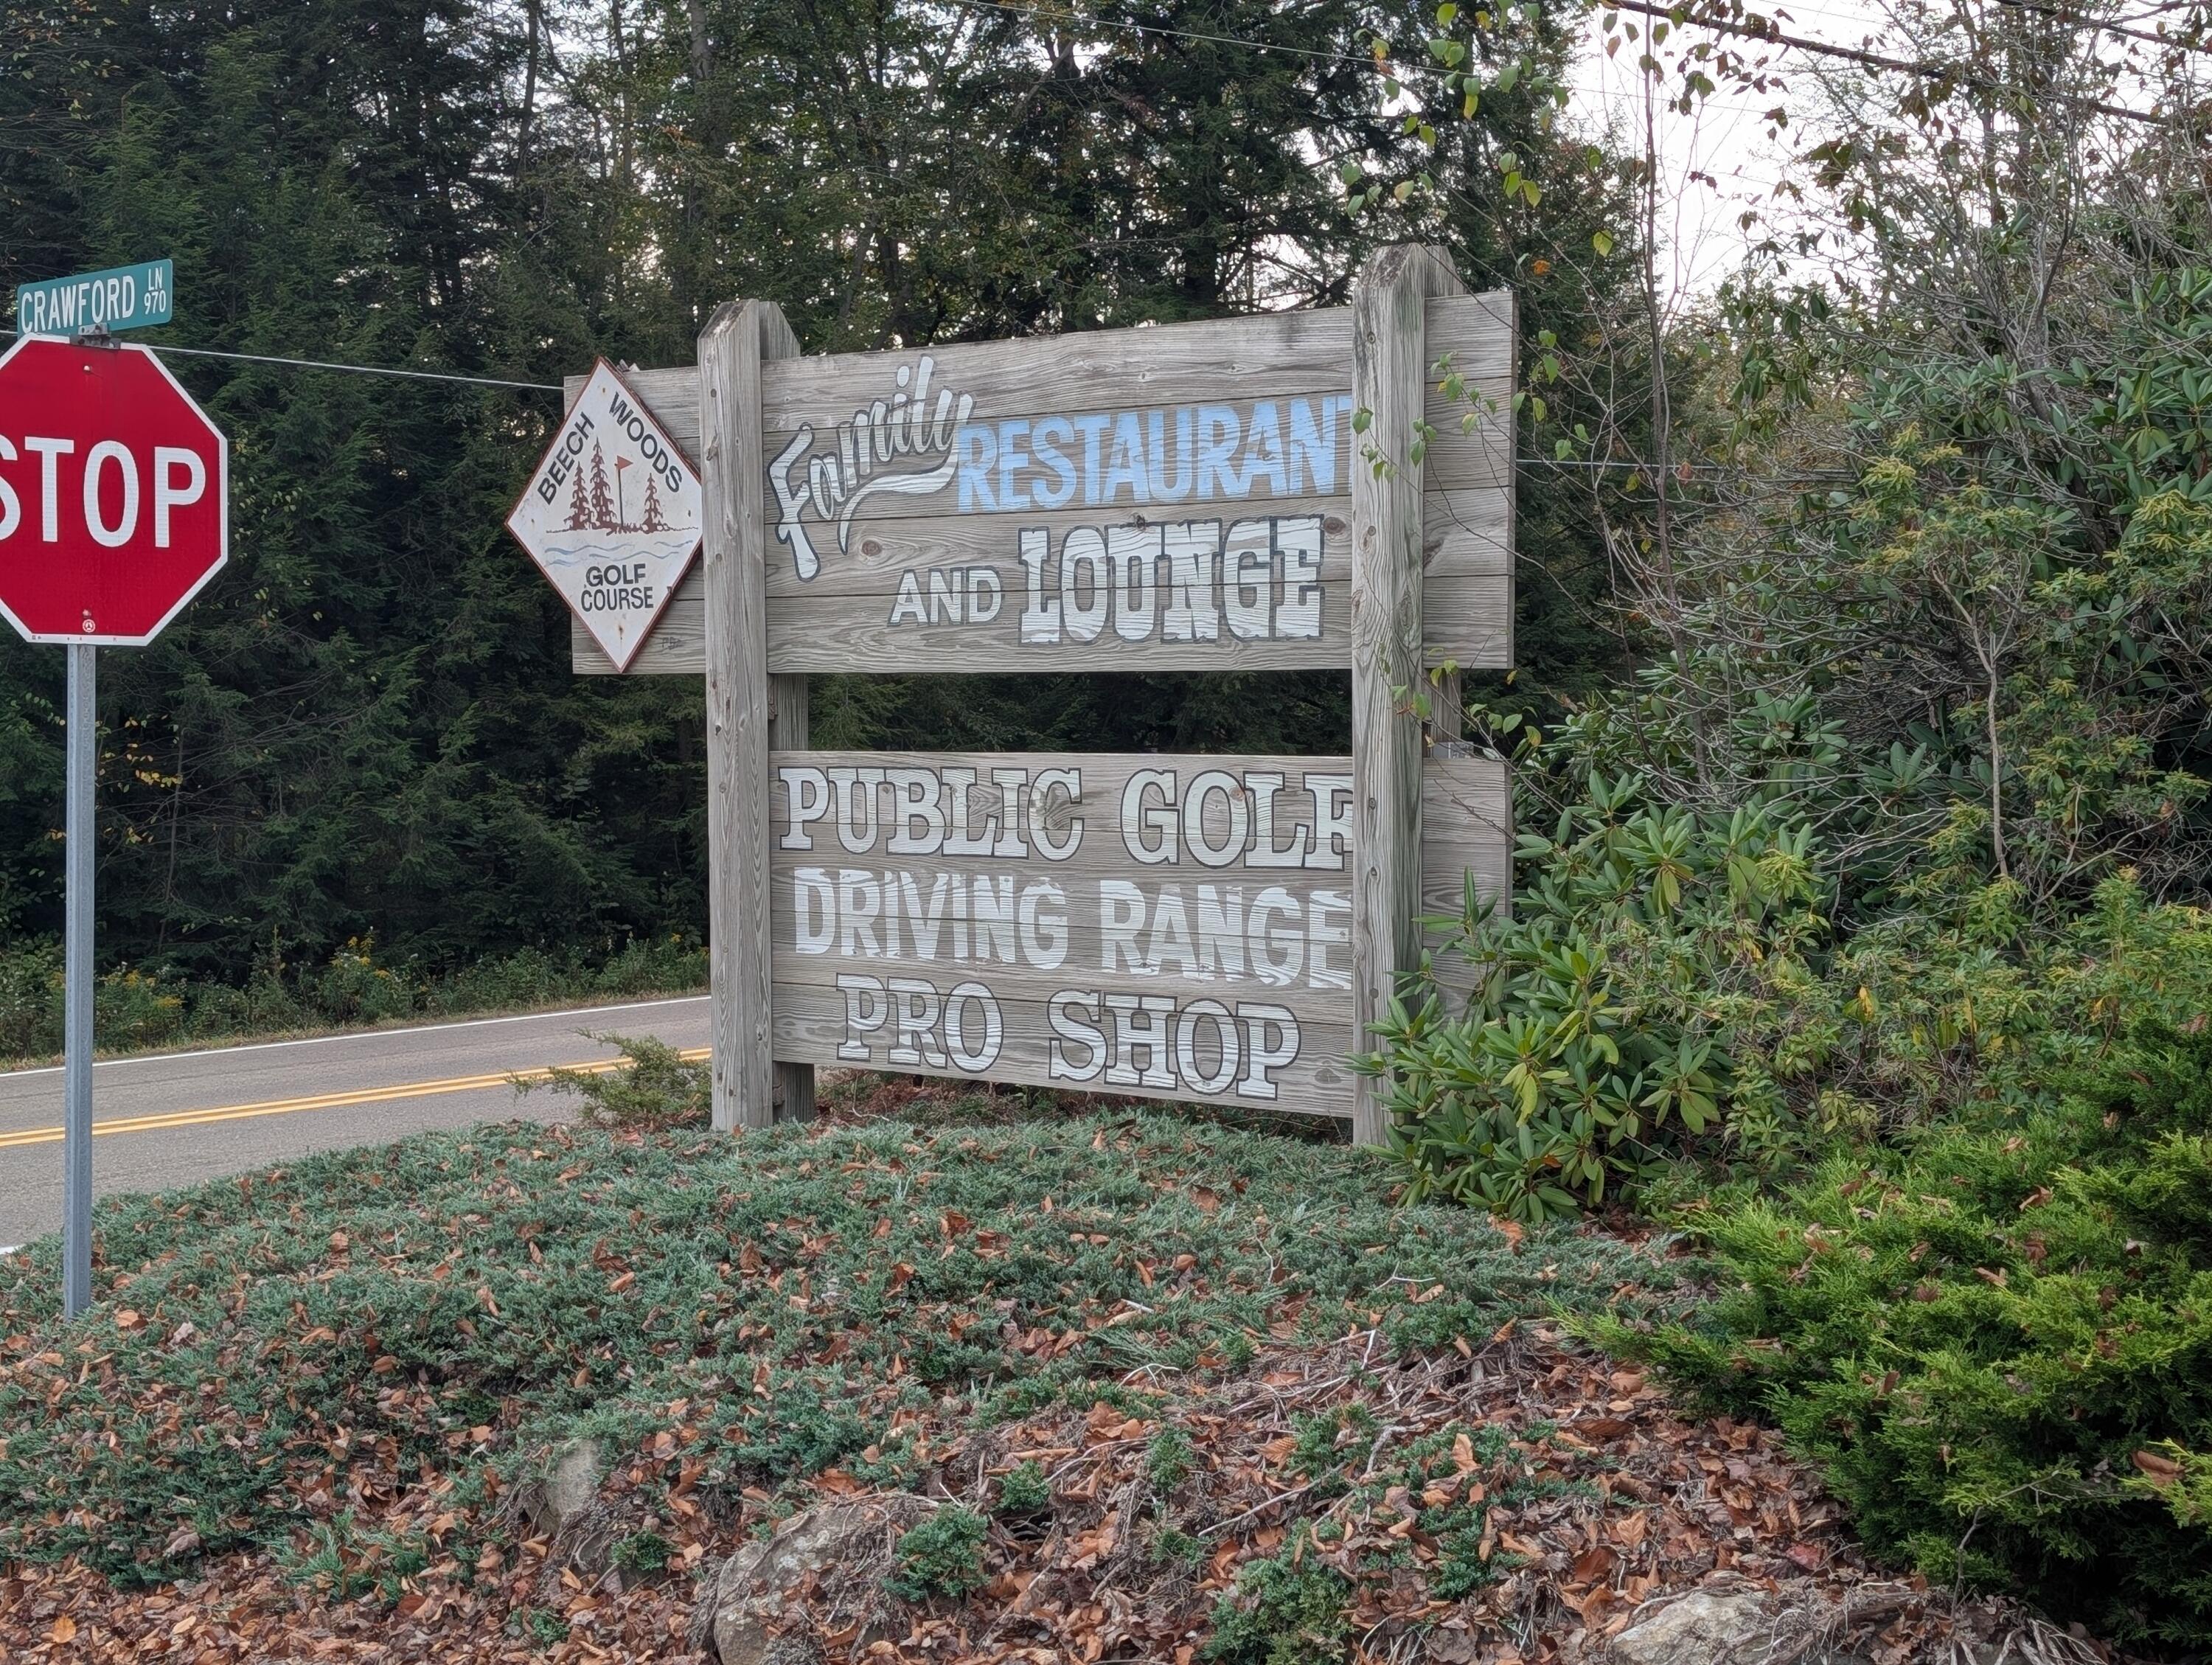 CRAWFORD LN 970
STOP
BEECH WOODS
GOLF
COURSE
Family RESTAURANT
AND LOUNGE
PUBLIC GOLF
DRIVING RANGE
PRO SHOP